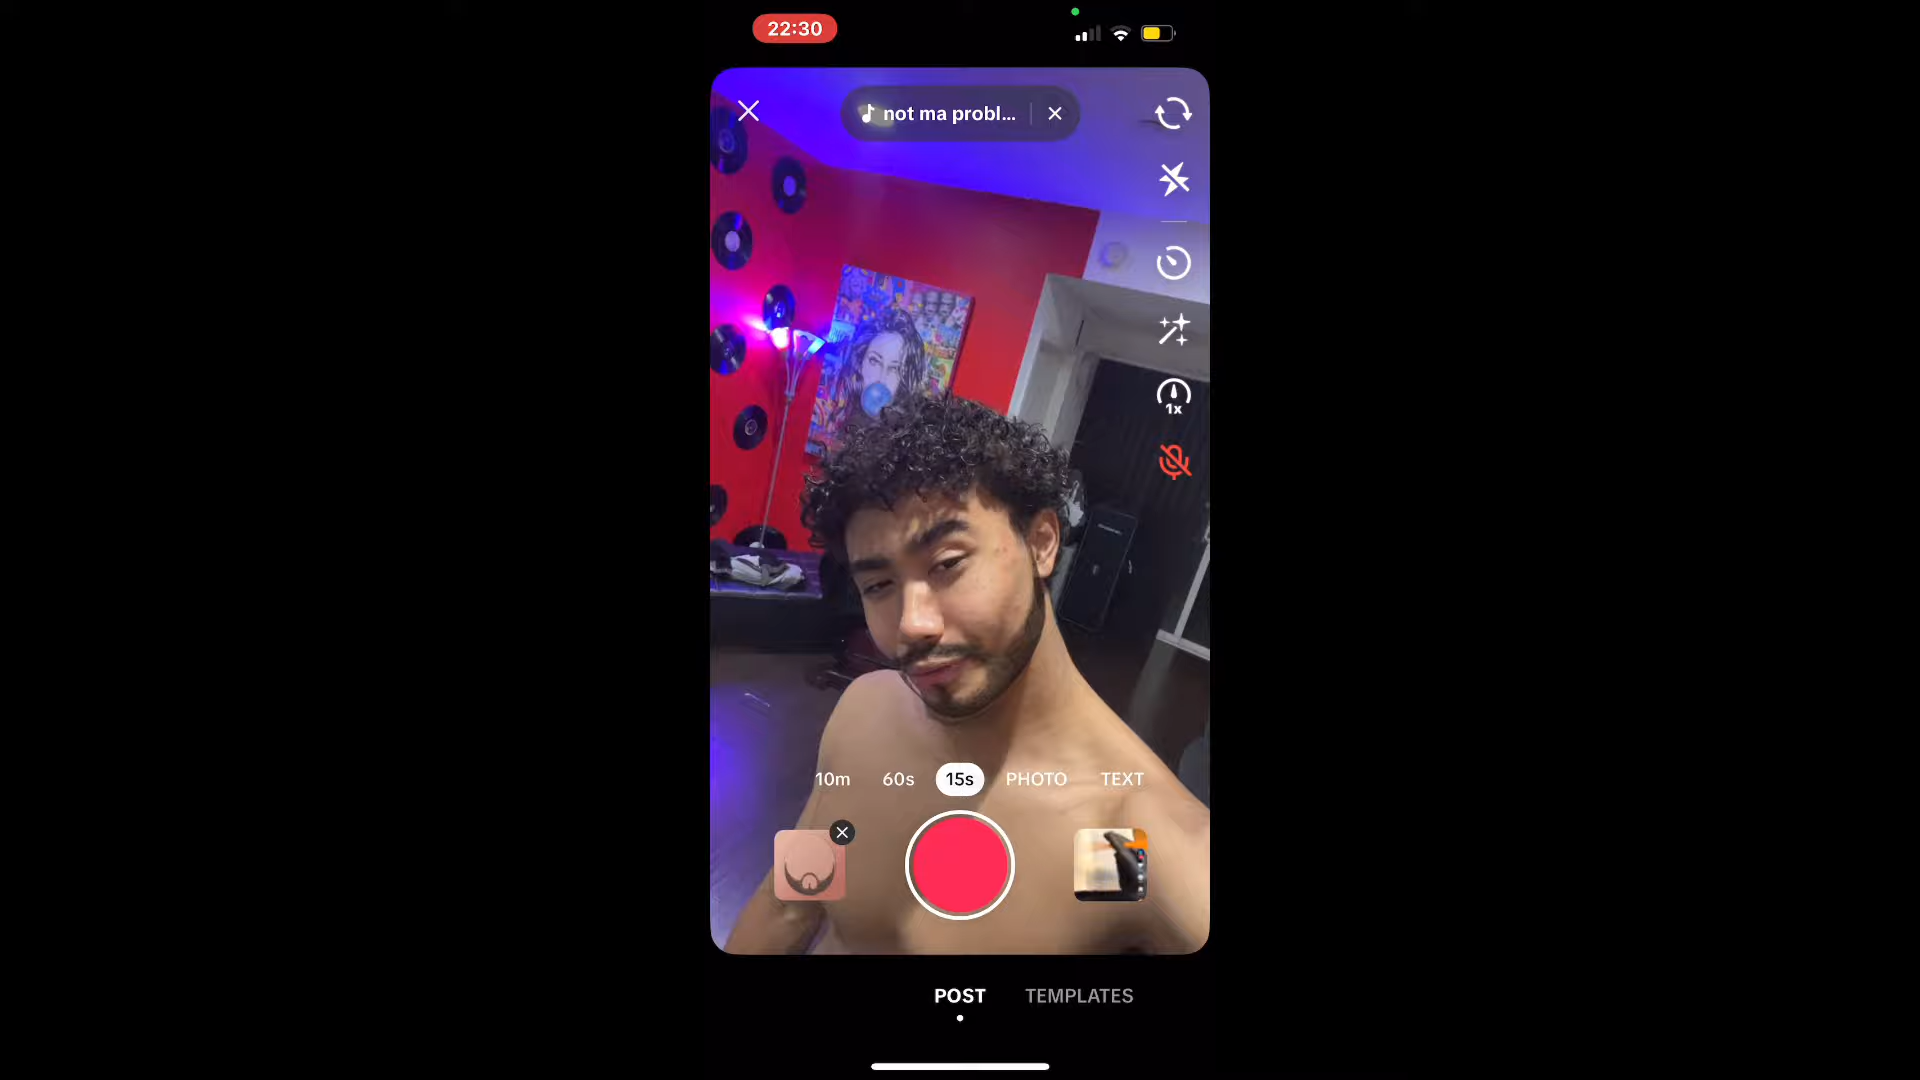 22:30
not ma probl...
1x
10m 60s 15s PHOTO TEXT
POST TEMPLATES